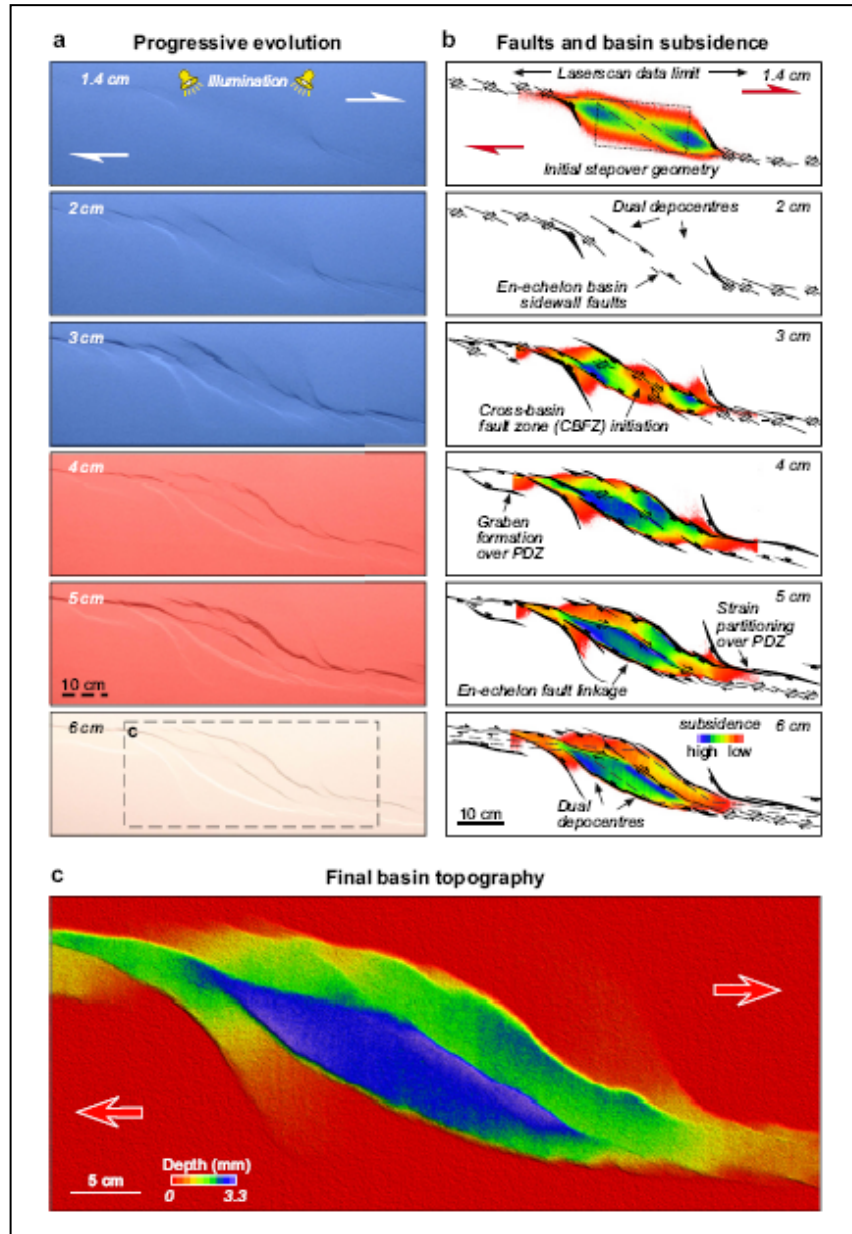 a
Progressive evolution
1.4 cm
Illumination
2 cm
3 cm
4 cm
5 cm
10 cm
6 cm
c
b
Faults and basin subsidence
Laserscan data limit
1.4 cm
Initial stepover geometry
Dual depocentres
2 cm
En-echelon basin
sidewall faults
3 cm
Cross-basin
fault zone (CBFZ) initiation
4 cm
Graben
formation
over PDZ
5 cm
Strain
partitioning
over PDZ
En-echelon fault linkage
subsidence
6 cm
high low
10 cm
Dual
depocentres
c
Final basin topography
5 cm
Depth (mm)
0
3.3